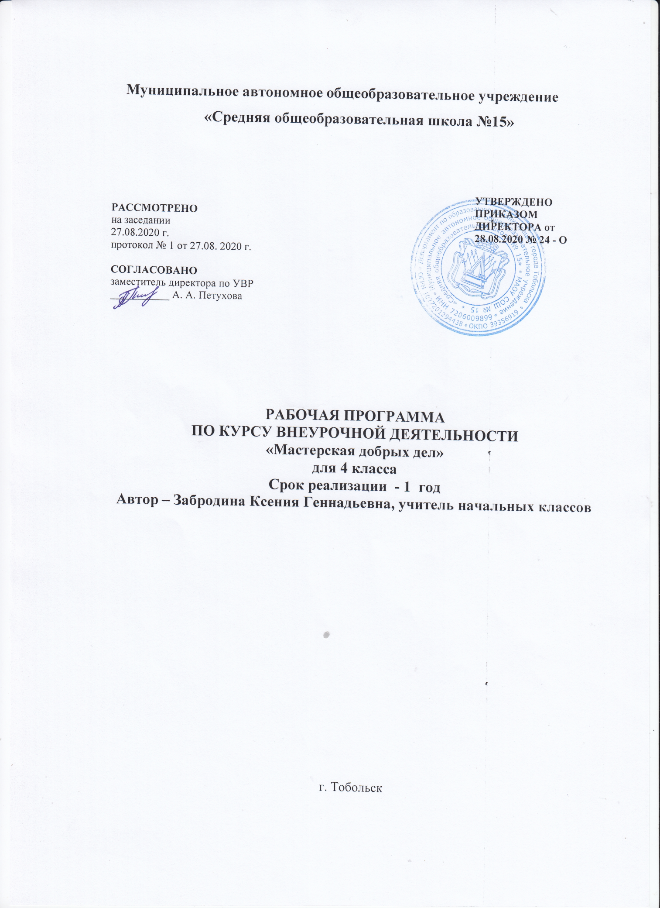 Муниципальное автономное общеобразовательное учреждение
«Средняя общеобразовательная школа №15»
РАССМОТРЕНО
на заседании
27.08.2020 г.
протокол № 1 от 27.08. 2020 г.
СОГЛАСОВАНО
заместитель директора по УВР
А. А. Петухова
УТВЕРЖДЕНО
ПРИКАЗОМ
ДИРЕКТОРА от
28.08.2020 № 24 - О
РАБОЧАЯ ПРОГРАММА
ПО КУРСУ ВНЕУРОЧНОЙ ДЕЯТЕЛЬНОСТИ
«Мастерская добрых дел»
для 4 класса
Срок реализации - 1 год
Автор – Забродина Ксения Геннадьевна, учитель начальных классов
г. Тобольск